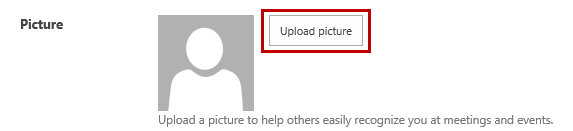 Picture
Upload picture
Upload a picture to help others easily recognize you at meetings and events.